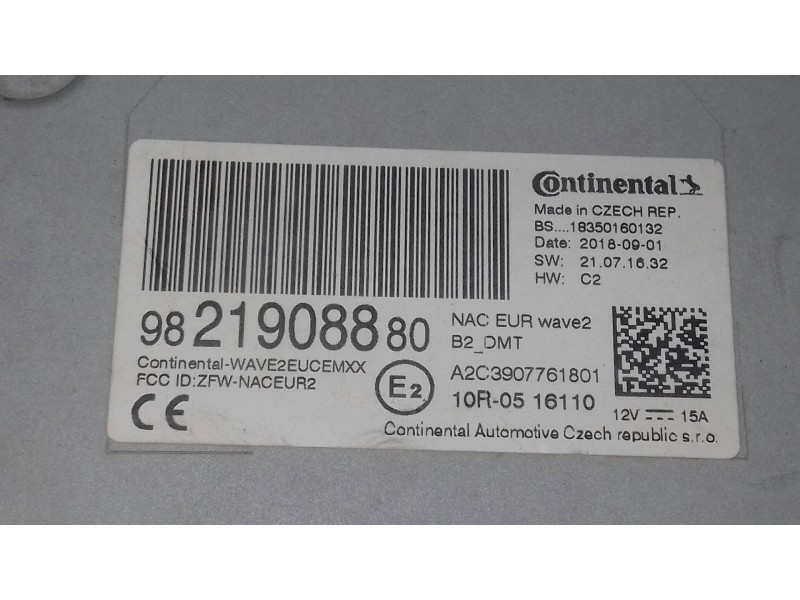 Continental
Made in CZECH REP.
BS....18350160132
Date: 2018-09-01
SW: 21.07.16.32
HW: C2
98 219088 80
NAC EUR wave2
B2_DMT
Continental-WAVE2EUCEMXX
FCC ID:ZFW-NACEUR2
E2
A2C3907761801
10R-05 16110
12V 15A
CE
Continental Automotive Czech republic s.r.o.